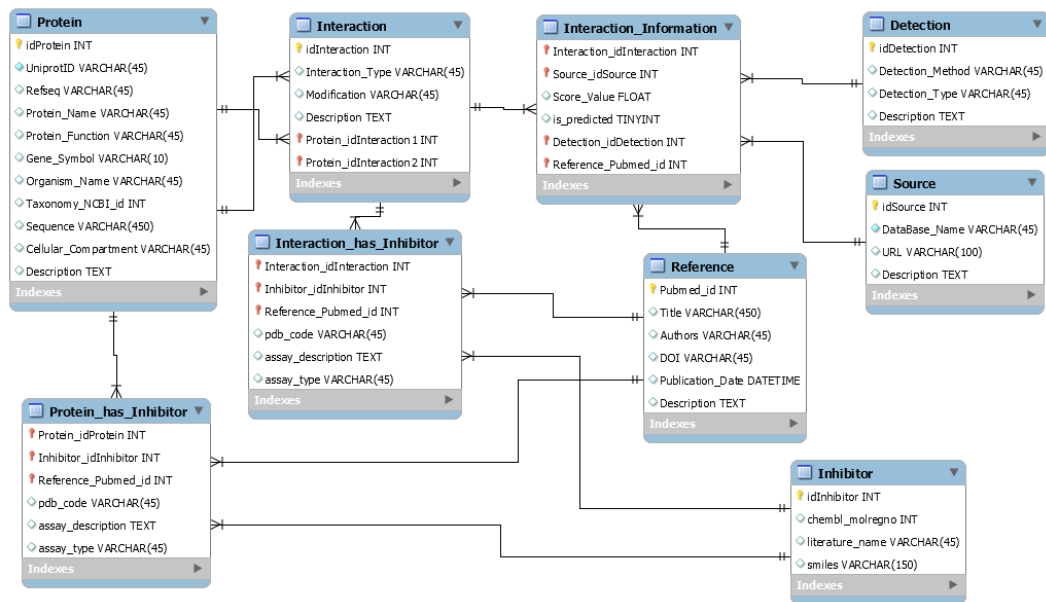 Protein
idProtein INT
UniprotID VARCHAR(45)
Refseq VARCHAR(45)
Protein_Name VARCHAR(45)
Protein_Function VARCHAR(45)
Gene_Symbol VARCHAR(10)
Organism_Name VARCHAR(45)
Taxonomy_NCBI_id INT
Sequence VARCHAR(450)
Cellular_Compartment VARCHAR(45)
Description TEXT
Indexes
Interaction
idInteraction INT
Interaction_Type VARCHAR(45)
Modification VARCHAR(45)
Description TEXT
Protein_idInteraction1 INT
Protein_idInteraction2 INT
Indexes
Interaction_Information
Interaction_idInteraction INT
Source_idSource INT
Score_Value FLOAT
is_predicted TINYINT
Detection_idDetection INT
Reference_Pubmed_id INT
Indexes
Detection
idDetection INT
Detection_Method VARCHAR(45)
Detection_Type VARCHAR(45)
Description TEXT
Indexes
Source
idSource INT
DataBase_Name VARCHAR(45)
URL VARCHAR(100)
Description TEXT
Indexes
Interaction_has_Inhibitor
Interaction_idInteraction INT
Inhibitor_idInhibitor INT
Reference_Pubmed_id INT
pdb_code VARCHAR(45)
assay_description TEXT
assay_type VARCHAR(45)
Indexes
Reference
Pubmed_id INT
Title VARCHAR(450)
Authors VARCHAR(45)
DOI VARCHAR(45)
Publication_Date DATETIME
Description TEXT
Indexes
Protein_has_Inhibitor
Protein_idProtein INT
Inhibitor_idInhibitor INT
Reference_Pubmed_id INT
pdb_code VARCHAR(45)
assay_description TEXT
assay_type VARCHAR(45)
Indexes
Inhibitor
idInhibitor INT
chembl_molregno INT
literature_name VARCHAR(45)
smiles VARCHAR(150)
Indexes